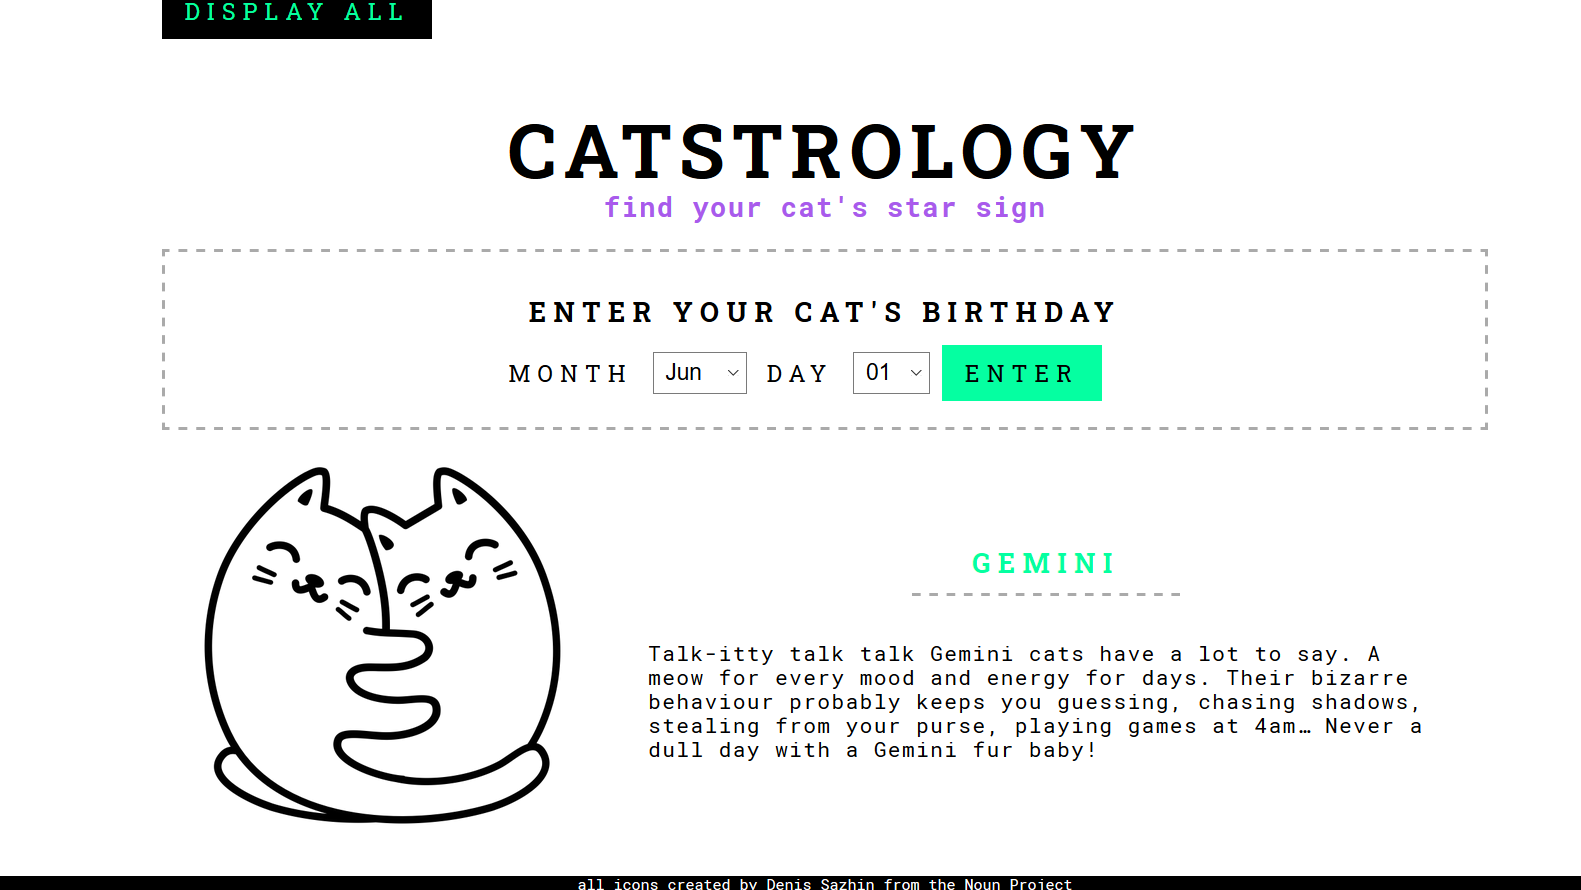 DISPLAY ALL
CATSTROLOGY
find your cat's star sign
ENTER YOUR CAT'S BIRTHDAY
MONTH Jun DAY 01 ENTER
GEMINI
Talk-itty talk talk Gemini cats have a lot to say. A
meow for every mood and energy for days. Their bizarre
behaviour probably keeps you guessing, chasing shadows,
stealing from your purse, playing games at 4am… Never a
dull day with a Gemini fur baby!
all icons created by Denis Sazhin from the Noun Project